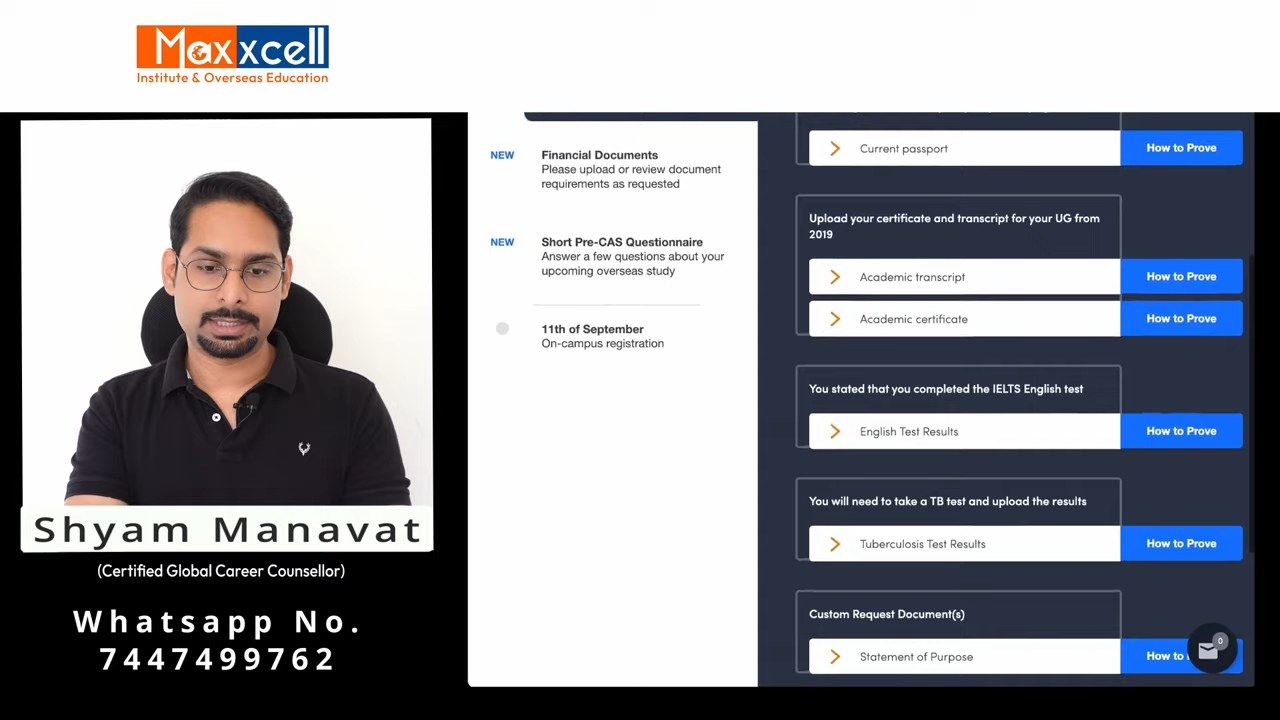 Maxxcell
Institute & Overseas Education
NEW
Financial Documents
Please upload or review document
requirements as requested
NEW
Short Pre-CAS Questionnaire
Answer a few questions about your
upcoming overseas study
11th of September
On-campus registration
Current passport
How to Prove
Upload your certificate and transcript for your UG from
2019
Academic transcript
How to Prove
Academic certificate
How to Prove
You stated that you completed the IELTS English test
English Test Results
How to Prove
You will need to take a TB test and upload the results
Tuberculosis Test Results
How to Prove
Custom Request Document(s)
Statement of Purpose
How to
0
Shyam Manavat
(Certified Global Career Counsellor)
Whatsapp No.
7447499762